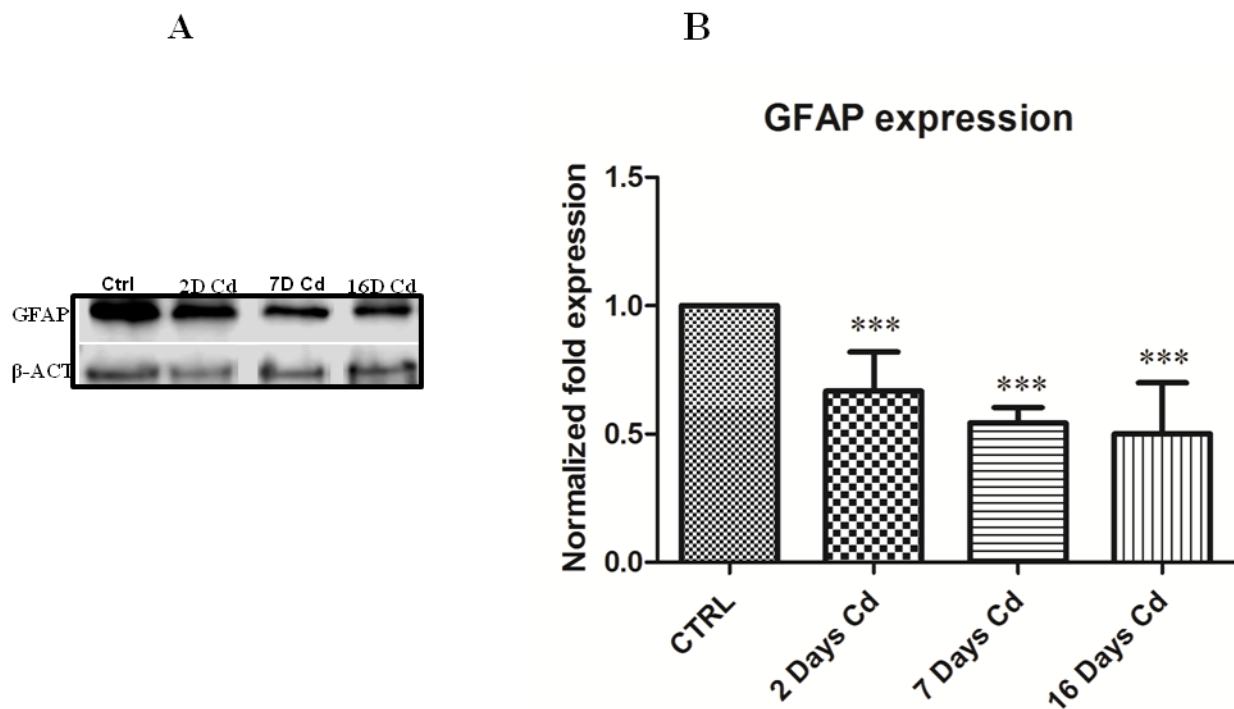 A
B
GFAP expression
Ctrl
2D Cd
7D Cd
16D Cd
GFAP
β-ACT
Normalized fold expression
1.5
1.0
0.5
0.0
***
***
***
CTRL
2 Days Cd
7 Days Cd
16 Days Cd